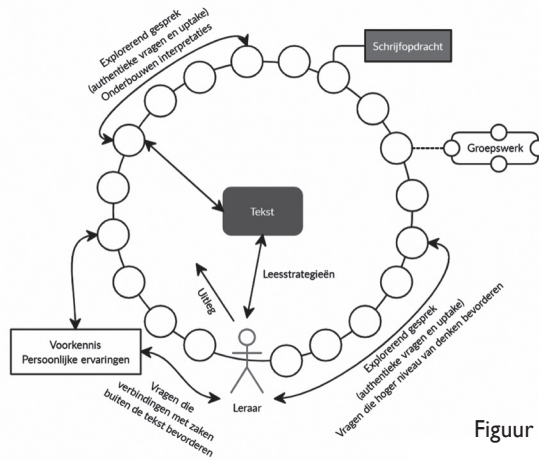 Explorerend gesprek
(authentieke vragen en uptake)
Onderbouwen interpretaties
Schrijfopdracht
Groepswerk
Tekst
Leesstrategieën
Uitleg
Voorkennis
Persoonlijke ervaringen
Vragen die
verbindingen met zaken
buiten de tekst bevorderen
Leraar
Explorerend gesprek
(authentieke vragen en uptake)
Vragen die hoger niveau van denken bevorderen
Figuur